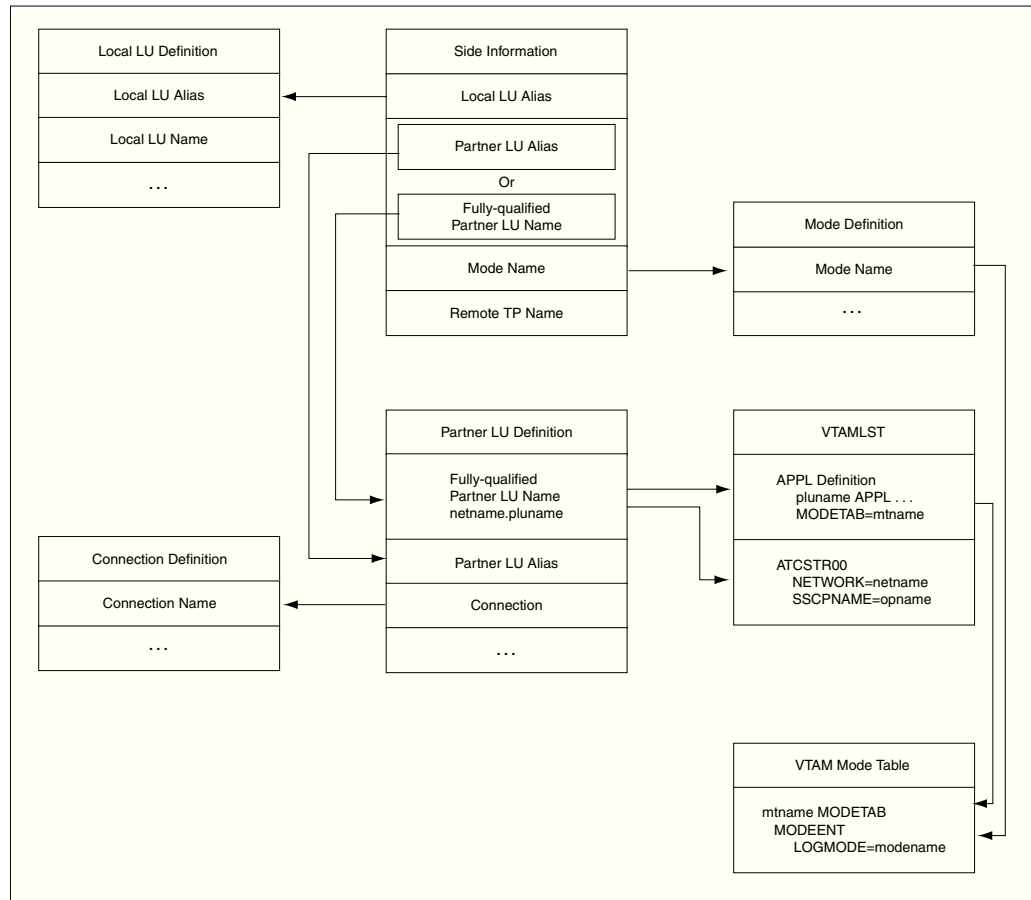 Local LU Definition
Local LU Alias
Local LU Name
. . .
Side Information
Local LU Alias
Partner LU Alias
Or
Fully-qualified
Partner LU Name
Mode Name
Remote TP Name
Mode Definition
Mode Name
. . .
Partner LU Definition
Fully-qualified
Partner LU Name
netname.pluname
Partner LU Alias
Connection
. . .
VTAMLST
APPL Definition
pluname APPL . . .
MODETAB=mtname
ATCSTR00
NETWORK=netname
SSCPNAME=opname
Connection Definition
Connection Name
. . .
VTAM Mode Table
mtname MODETAB
MODEENT
LOGMODE=modename